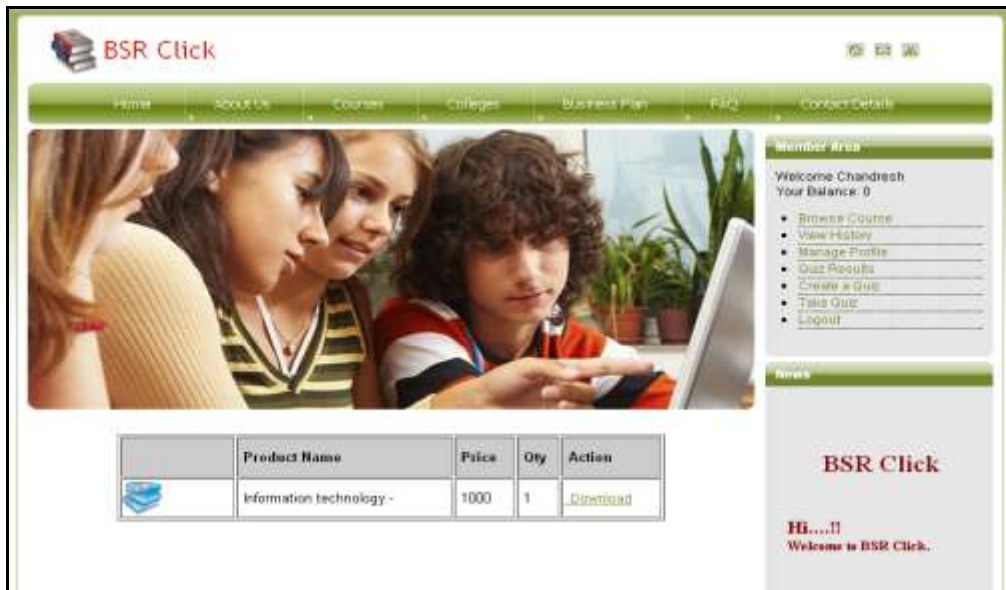 BSR Click
Home About Us Courses Colleges Business Plan FAQ Contact Details
Member Area
Welcome Chandresh
Your Balance: 0
Browse Course
View History
Manage Profile
Quiz Results
Create a Quiz
Take Quiz
Logout
News
BSR Click
Hi....!!
Welcome to BSR Click.
Product Name Price Qty Action
Information technology - 1000 1 Download